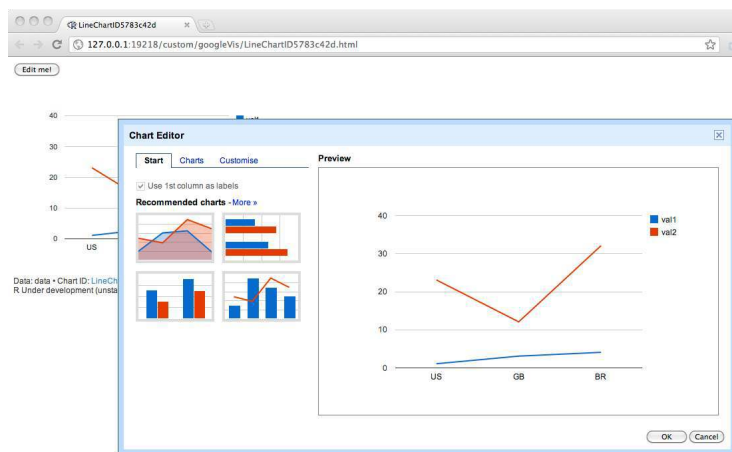 LineChartID5783c42d
127.0.0.1:19218/custom/googleVis/LineChartID5783c42d.html
Edit me!
40
30
20
10
0
US
Data: data • Chart ID:
R Under development
Chart Editor
Start Charts Customise
Use 1st column as labels
Recommended charts - More »
Preview
40
30
20
10
0
US GB BR
val1
val2
OK Cancel